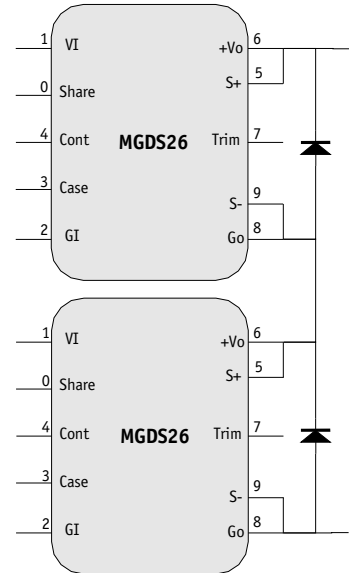 1 VI +Vo 6
S+ 5
0 Share
4 Cont MGDS26 Trim 7
3 Case S- 9
2 GI Go 8
1 VI +Vo 6
S+ 5
0 Share
4 Cont MGDS26 Trim 7
3 Case S- 9
2 GI Go 8